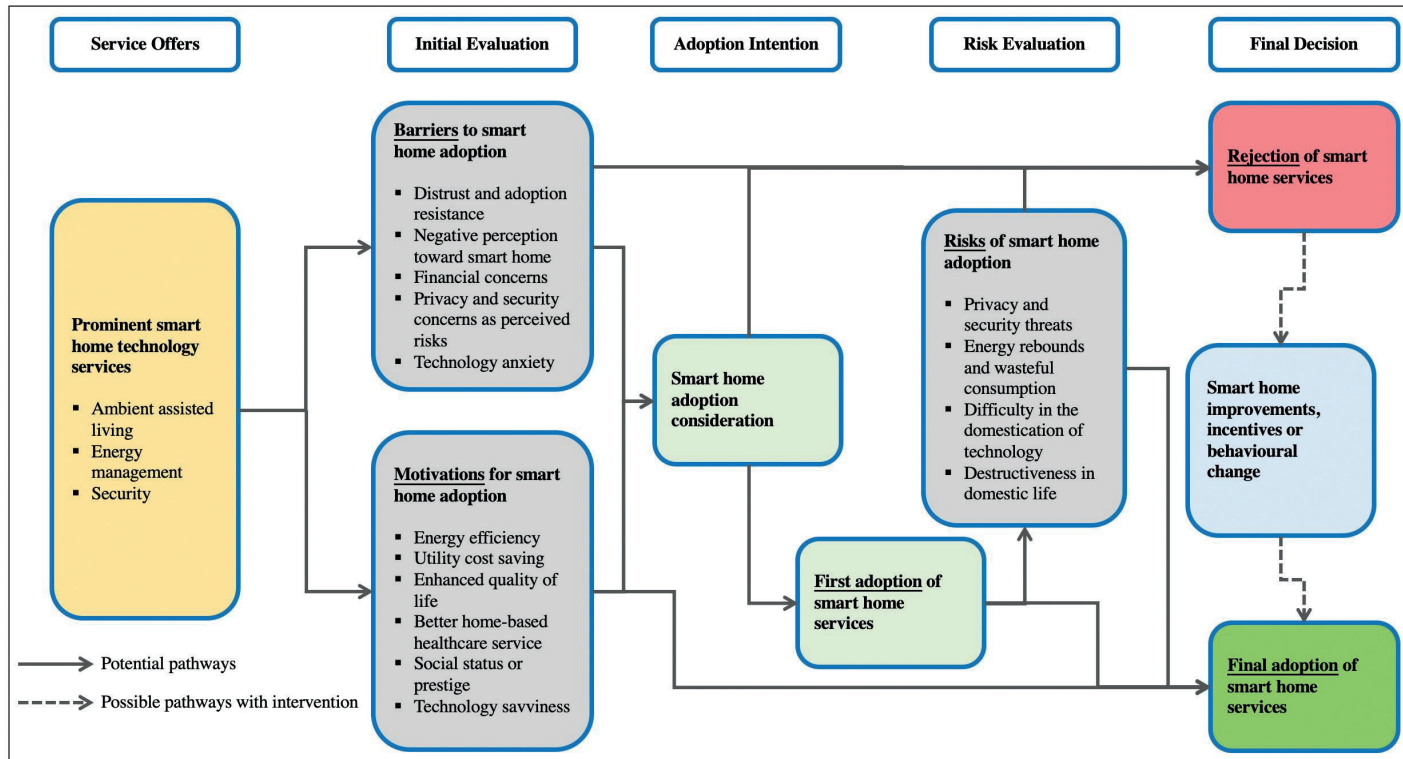 Service Offers
Initial Evaluation
Adoption Intention
Risk Evaluation
Final Decision
Prominent smart
home technology
services
▪ Ambient assisted
living
▪ Energy
management
▪ Security
Barriers to smart
home adoption
▪ Distrust and adoption
resistance
▪ Negative perception
toward smart home
▪ Financial concerns
▪ Privacy and security
concerns as perceived
risks
▪ Technology anxiety
Motivations for smart
home adoption
▪ Energy efficiency
▪ Utility cost saving
▪ Enhanced quality of
life
▪ Better home-based
healthcare service
▪ Social status or
prestige
▪ Technology savviness
Smart home
adoption
consideration
First adoption of
smart home
services
Risks of smart home
adoption
▪ Privacy and
security threats
▪ Energy rebounds
and wasteful
consumption
▪ Difficulty in the
domestication of
technology
▪ Destructiveness in
domestic life
Rejection of smart
home services
Smart home
improvements,
incentives or
behavioural
change
Final adoption of
smart home
services
Potential pathways
Possible pathways with intervention